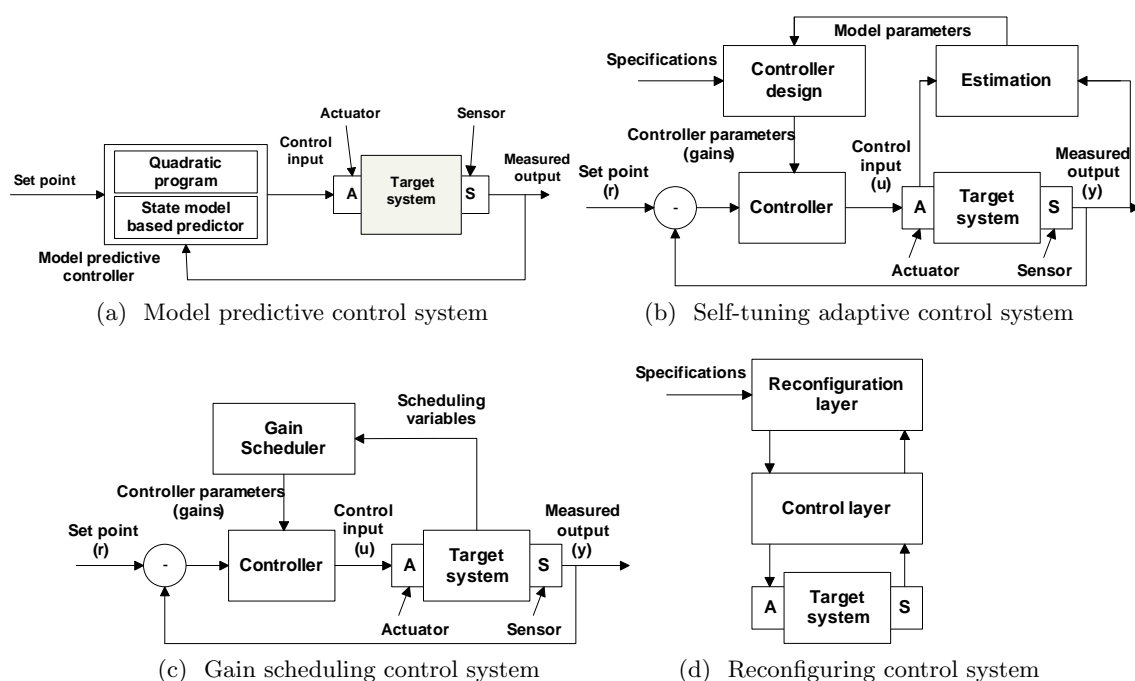 Actuator
Sensor
Control
input
Measured
output
Set point
Quadratic
program
State model
based predictor
A
Target
system
S
Model predictive
controller
(a) Model predictive control system
Model parameters
Specifications
Controller
design
Estimation
Controller parameters
(gains)
Control
input
(u)
Measured
output
(y)
Set point
(r)
-
Controller
A
Target
system
S
Actuator
Sensor
(b) Self-tuning adaptive control system
Scheduling
variables
Gain
Scheduler
Controller parameters
(gains)
Control
input
(u)
Measured
output
(y)
Set point
(r)
-
Controller
A
Target
system
S
Actuator
Sensor
(c) Gain scheduling control system
Specifications
Reconfiguration
layer
Control layer
A
Target
system
S
(d) Reconfiguring control system